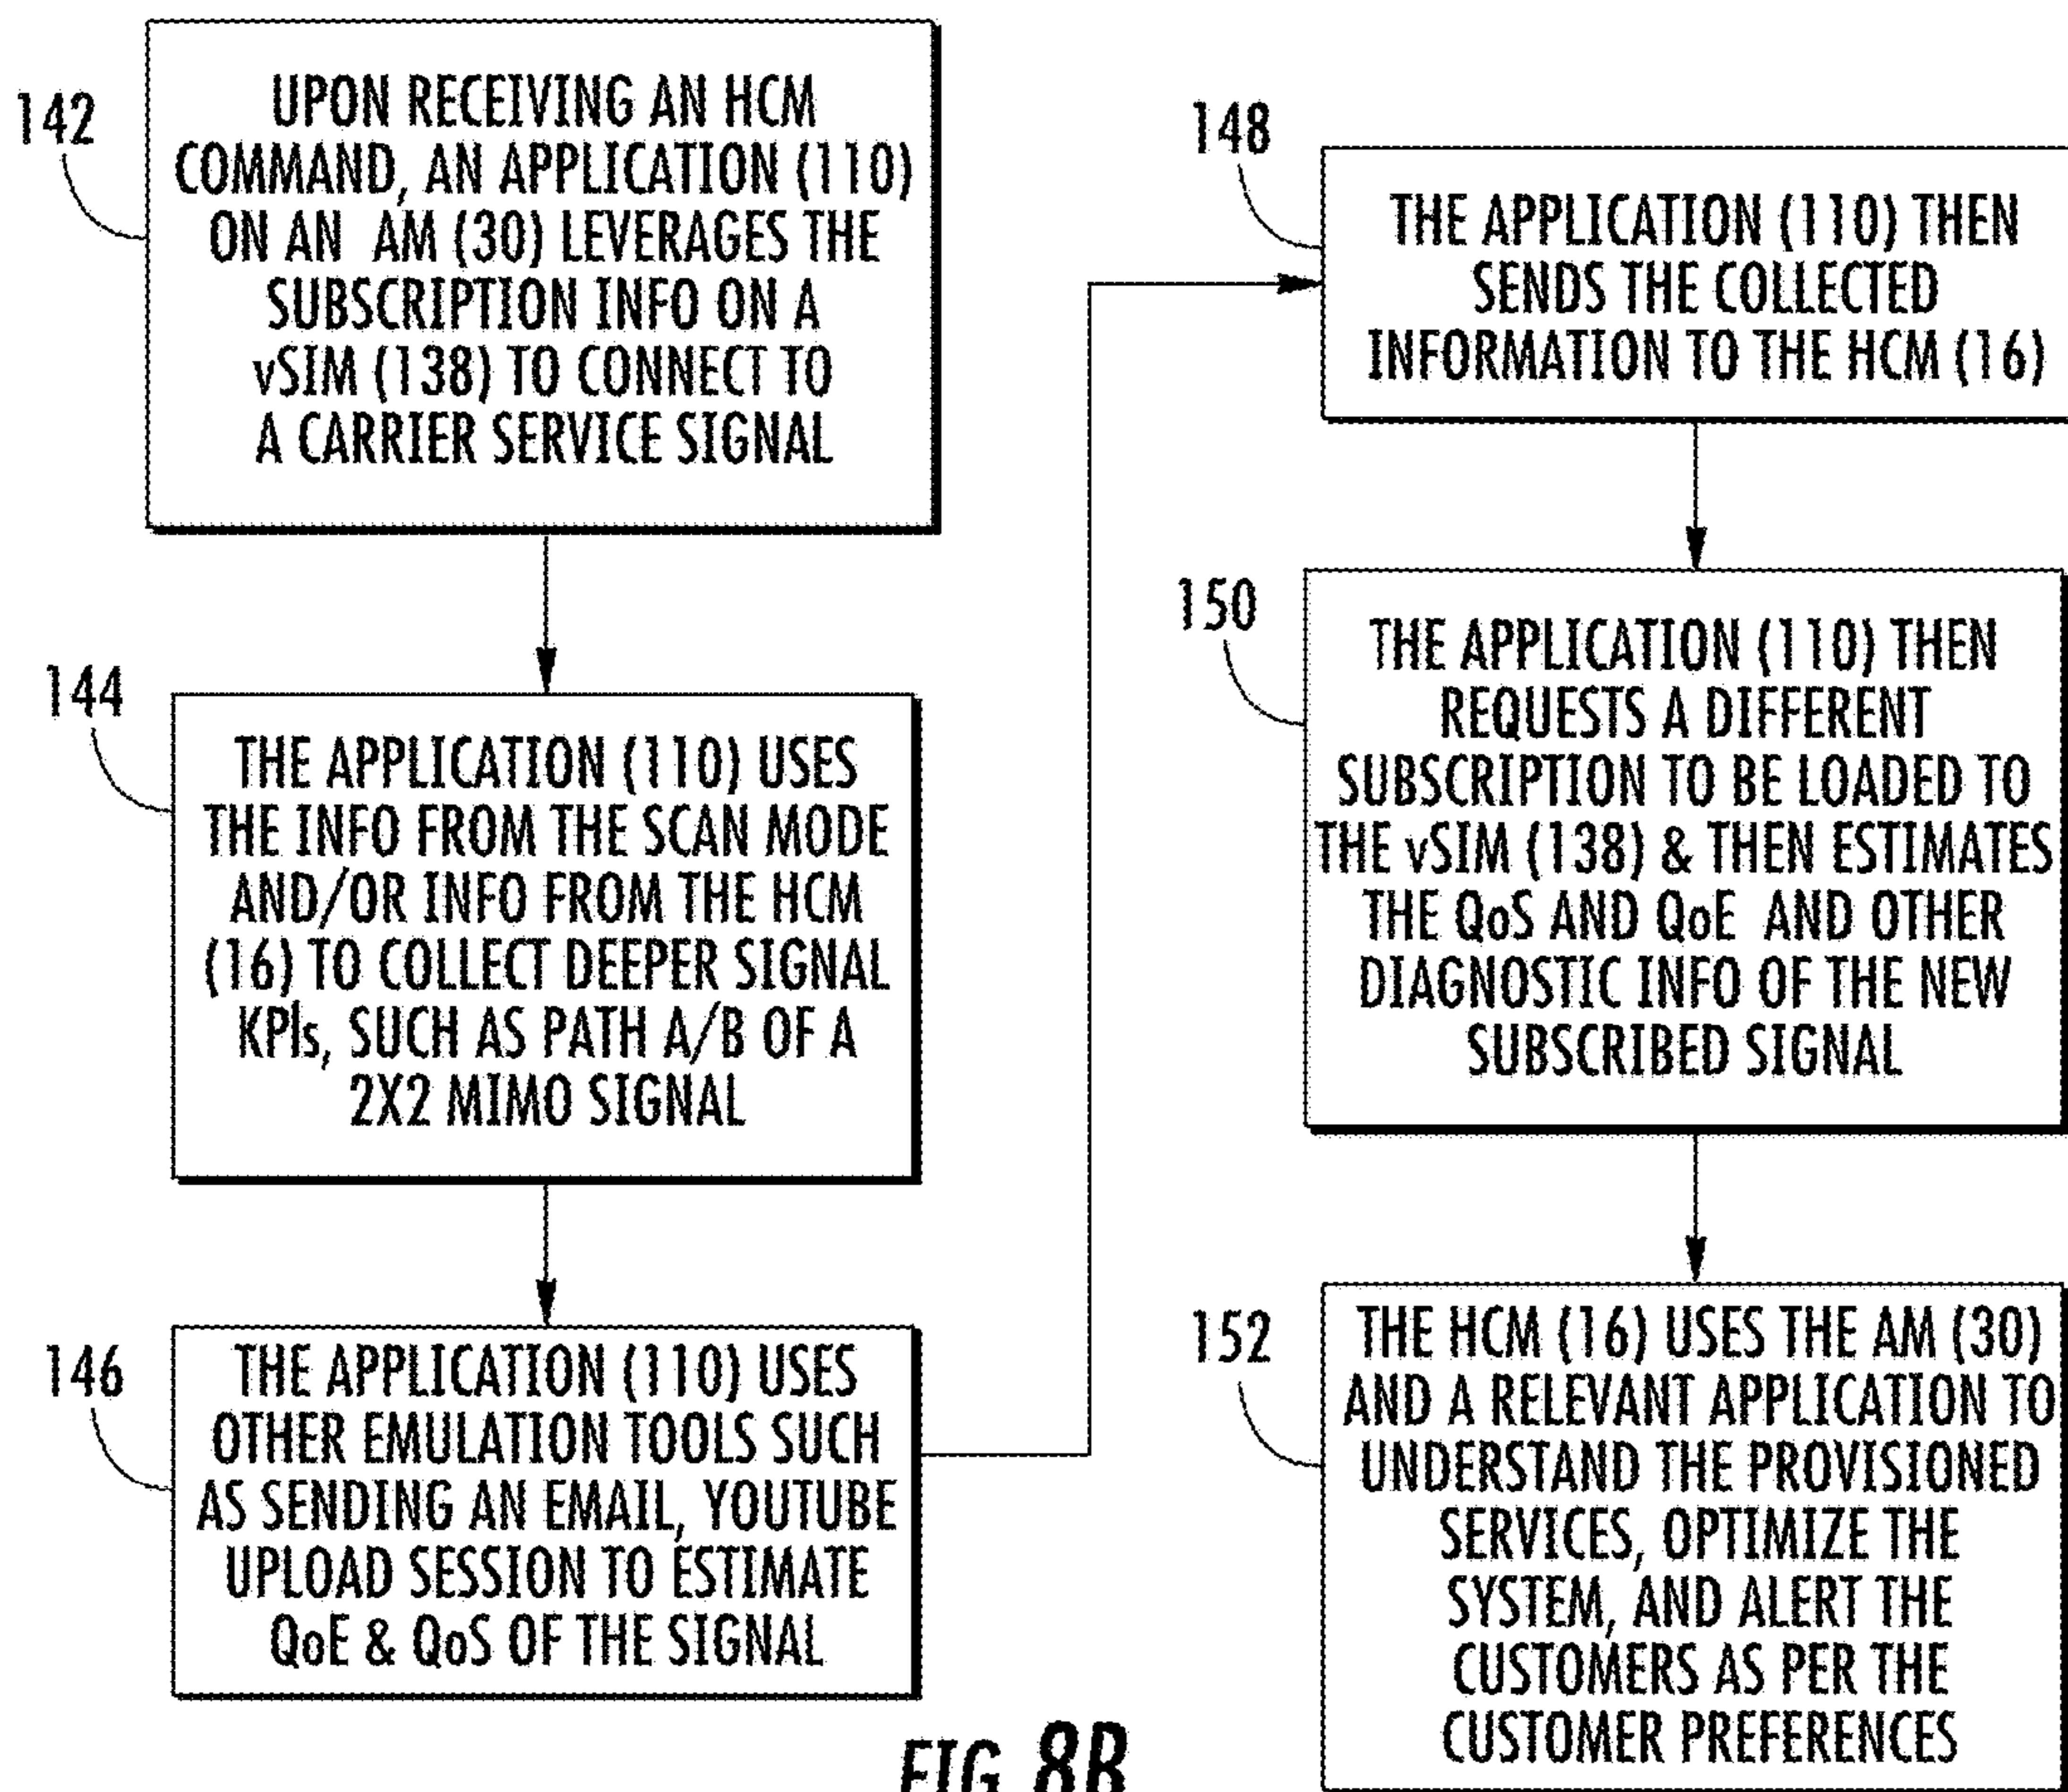 142
UPON RECEIVING AN HCM
COMMAND, AN APPLICATION (110)
ON AN AM (30) LEVERAGES THE
SUBSCRIPTION INFO ON A
vSIM (138) TO CONNECT TO
A CARRIER SERVICE SIGNAL
144
THE APPLICATION (110) USES
THE INFO FROM THE SCAN MODE
AND/OR INFO FROM THE HCM
(16) TO COLLECT DEEPER SIGNAL
KPIs, SUCH AS PATH A/B OF A
2X2 MIMO SIGNAL
146
THE APPLICATION (110) USES
OTHER EMULATION TOOLS SUCH
AS SENDING AN EMAIL, YOUTUBE
UPLOAD SESSION TO ESTIMATE
QoE & QoS OF THE SIGNAL
148
THE APPLICATION (110) THEN
SENDS THE COLLECTED
INFORMATION TO THE HCM (16)
150
THE APPLICATION (110) THEN
REQUESTS A DIFFERENT
SUBSCRIPTION TO BE LOADED TO
THE vSIM (138) & THEN ESTIMATES
THE QoS AND QoE AND OTHER
DIAGNOSTIC INFO OF THE NEW
SUBSCRIBED SIGNAL
152
THE HCM (16) USES THE AM (30)
AND A RELEVANT APPLICATION TO
UNDERSTAND THE PROVISIONED
SERVICES, OPTIMIZE THE
SYSTEM, AND ALERT THE
CUSTOMERS AS PER THE
CUSTOMER PREFERENCES
FIG. 8B